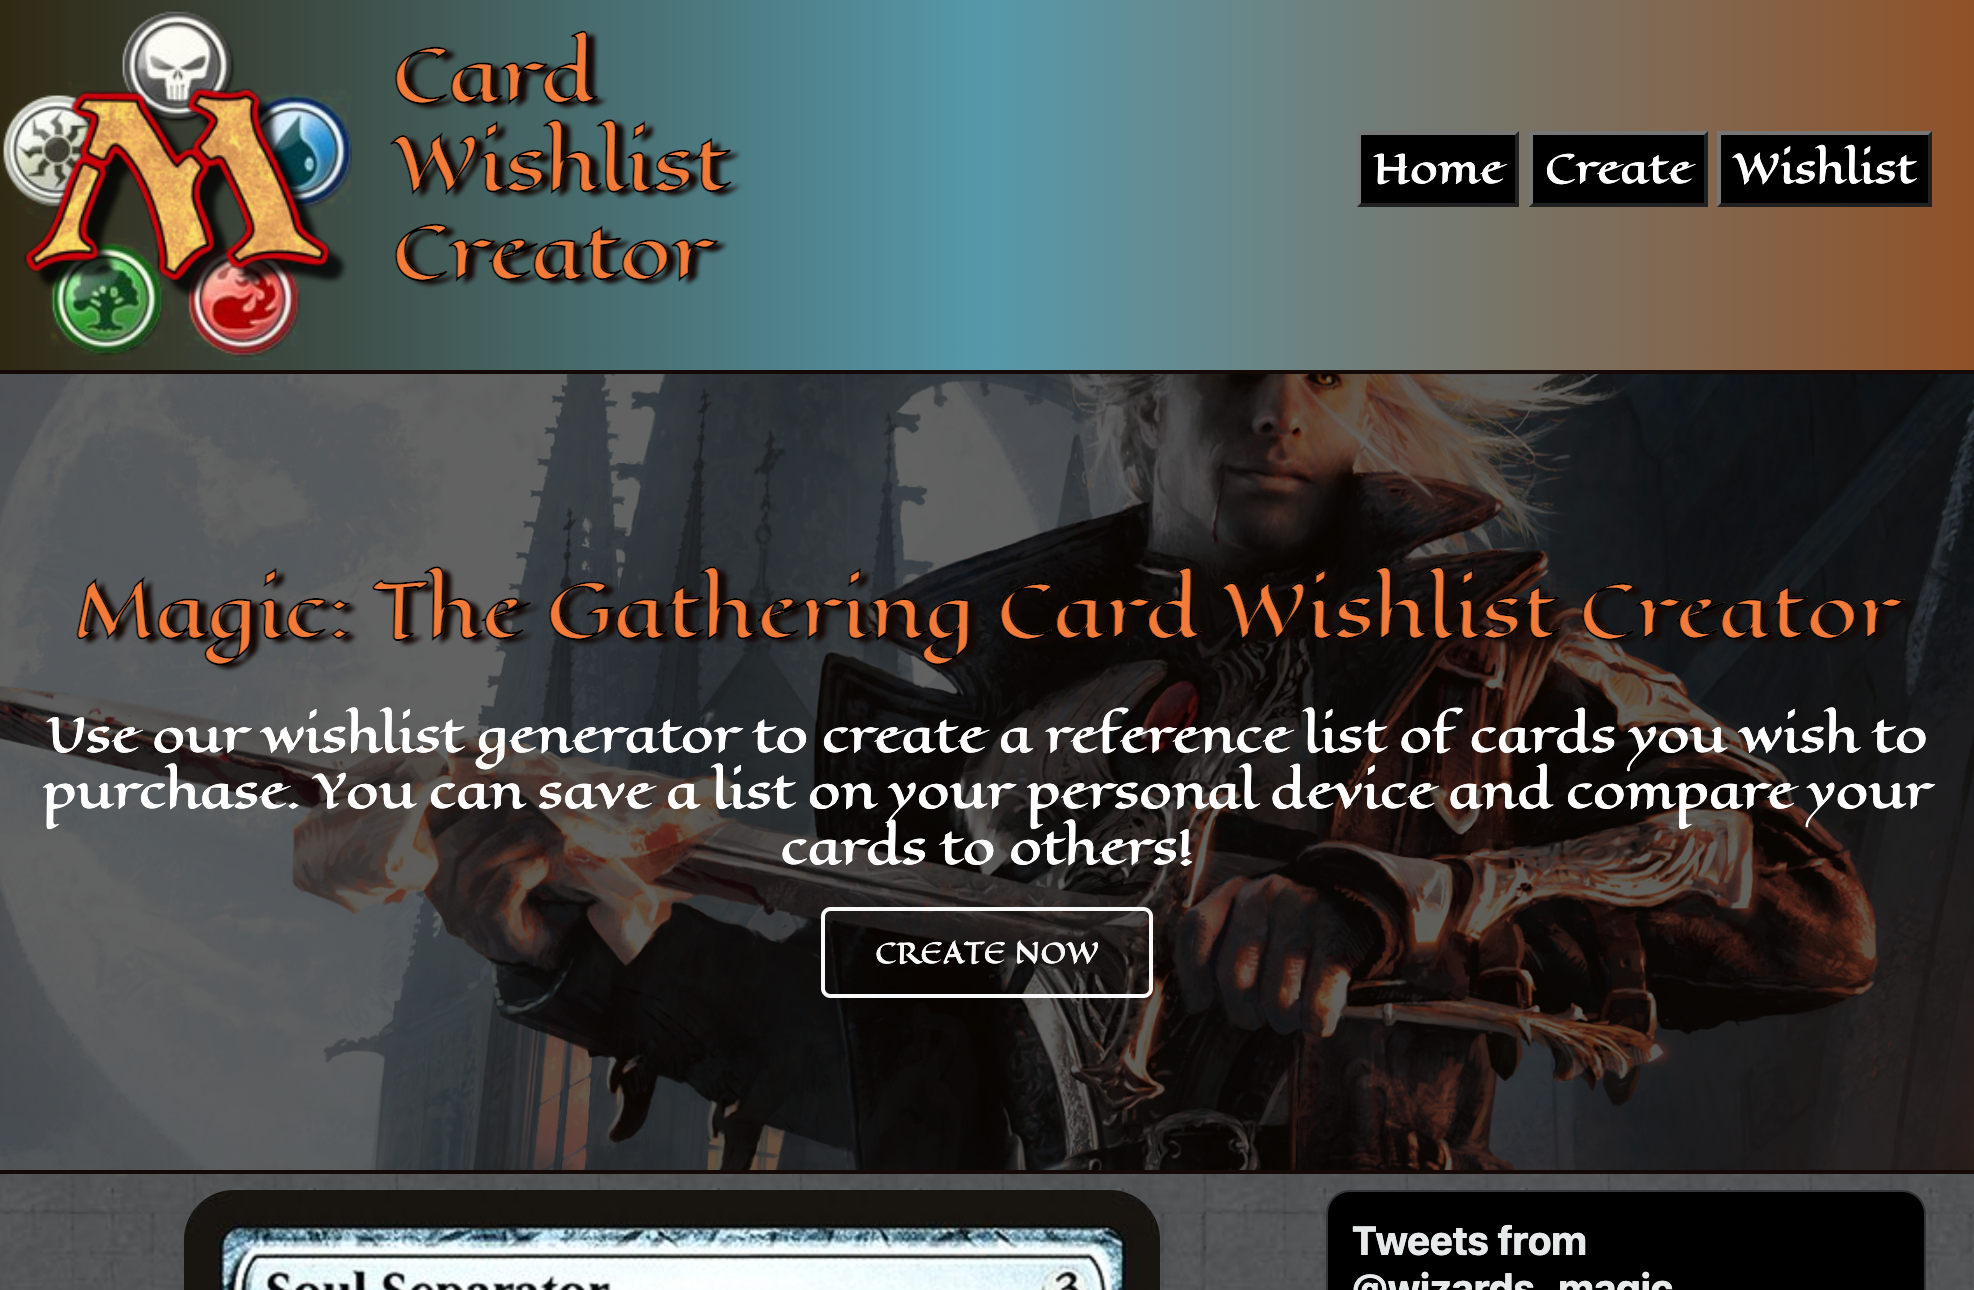 M
Card
Wishlist
Creator
Home
Create
Wishlist
Magic: The Gathering Card Wishlist Creator
Use our wishlist generator to create a reference list of cards you wish to
purchase. You can save a list on your personal device and compare your
cards to others!
CREATE NOW
Soul Separator
3
Tweets from
@wizards_magic